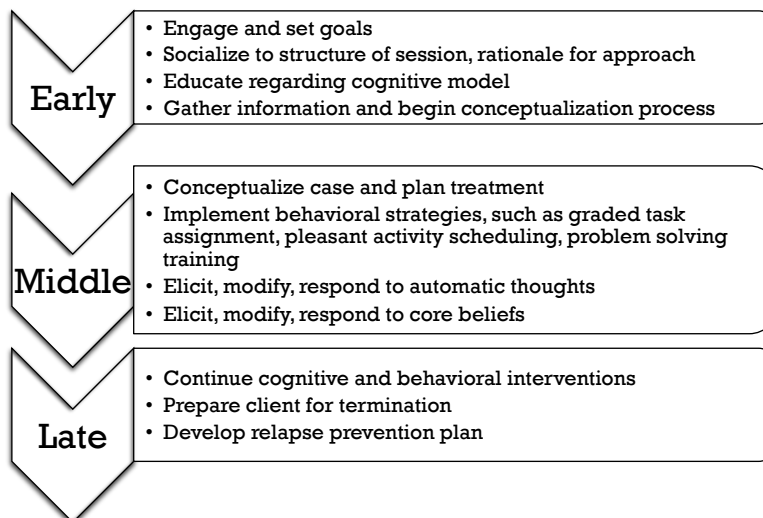 Early
• Engage and set goals
• Socialize to structure of session, rationale for approach
• Educate regarding cognitive model
• Gather information and begin conceptualization process
Middle
• Conceptualize case and plan treatment
• Implement behavioral strategies, such as graded task
assignment, pleasant activity scheduling, problem solving
training
• Elicit, modify, respond to automatic thoughts
• Elicit, modify, respond to core beliefs
Late
• Continue cognitive and behavioral interventions
• Prepare client for termination
• Develop relapse prevention plan